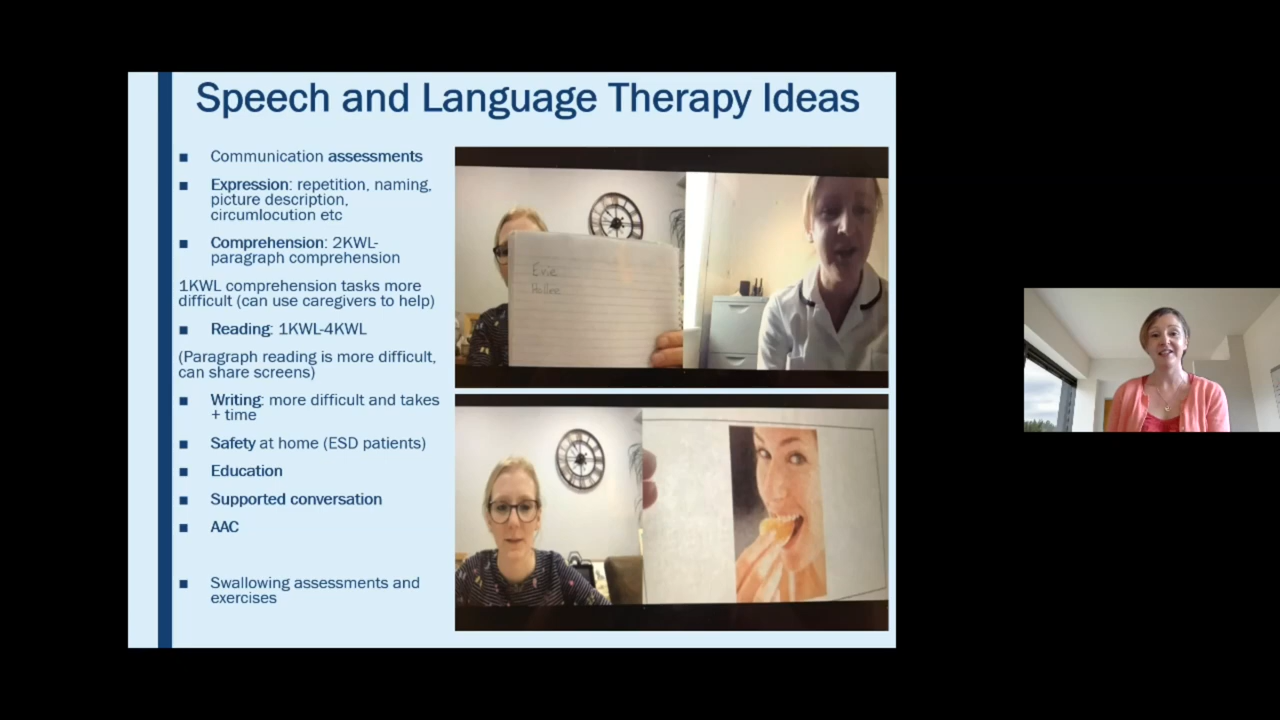 Speech and Language Therapy Ideas
■ Communication assessments
■ Expression: repetition, naming,
picture description,
circumlocution etc
■ Comprehension: 2KWL-
paragraph comprehension
1KWL comprehension tasks more
difficult (can use caregivers to help)
■ Reading: 1KWL-4KWL
(Paragraph reading is more difficult,
can share screens)
■ Writing: more difficult and takes
+ time
■ Safety at home (ESD patients)
■ Education
■ Supported conversation
■ AAC
■ Swallowing assessments and
exercises
Evie